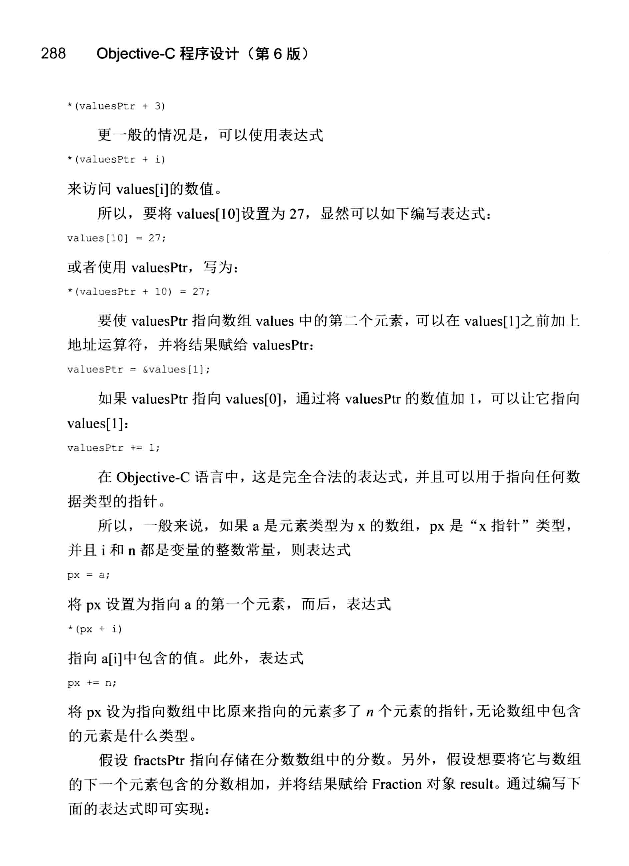 288 Objective-C 程序设计（第 6 版）
*(valuesPtr + 3)
更一般的情况是，可以使用表达式
*(valuesPtr + i)
来访问 values[i]的数值。
所以，要将 values[10]设置为 27，显然可以如下编写表达式：
values[10] = 27;
或者使用 valuesPtr，写为：
*(valuesPtr + 10) = 27;
要使 valuesPtr 指向数组 values 中的第二个元素，可以在 values[1]之前加上
地址运算符，并将结果赋给 valuesPtr：
valuesPtr = &values[1];
如果 valuesPtr 指向 values[0]，通过将 valuesPtr 的数值加 1，可以让它指向
values[1]：
valuesPtr += 1;
在 Objective-C 语言中，这是完全合法的表达式，并且可以用于指向任何数
据类型的指针。
所以，一般来说，如果 a 是元素类型为 x 的数组，px 是“x 指针”类型，
并且 i 和 n 都是变量的整数常量，则表达式
px = a;
将 px 设置为指向 a 的第一个元素，而后，表达式
*(px + i)
指向 a[i]中包含的值。此外，表达式
px += n;
将 px 设为指向数组中比原来指向的元素多了 n 个元素的指针，无论数组中包含
的元素是什么类型。
假设 fractsPtr 指向存储在分数数组中的分数。另外，假设想要将它与数组
的下一个元素包含的分数相加，并将结果赋给 Fraction 对象 result。通过编写下
面的表达式即可实现：